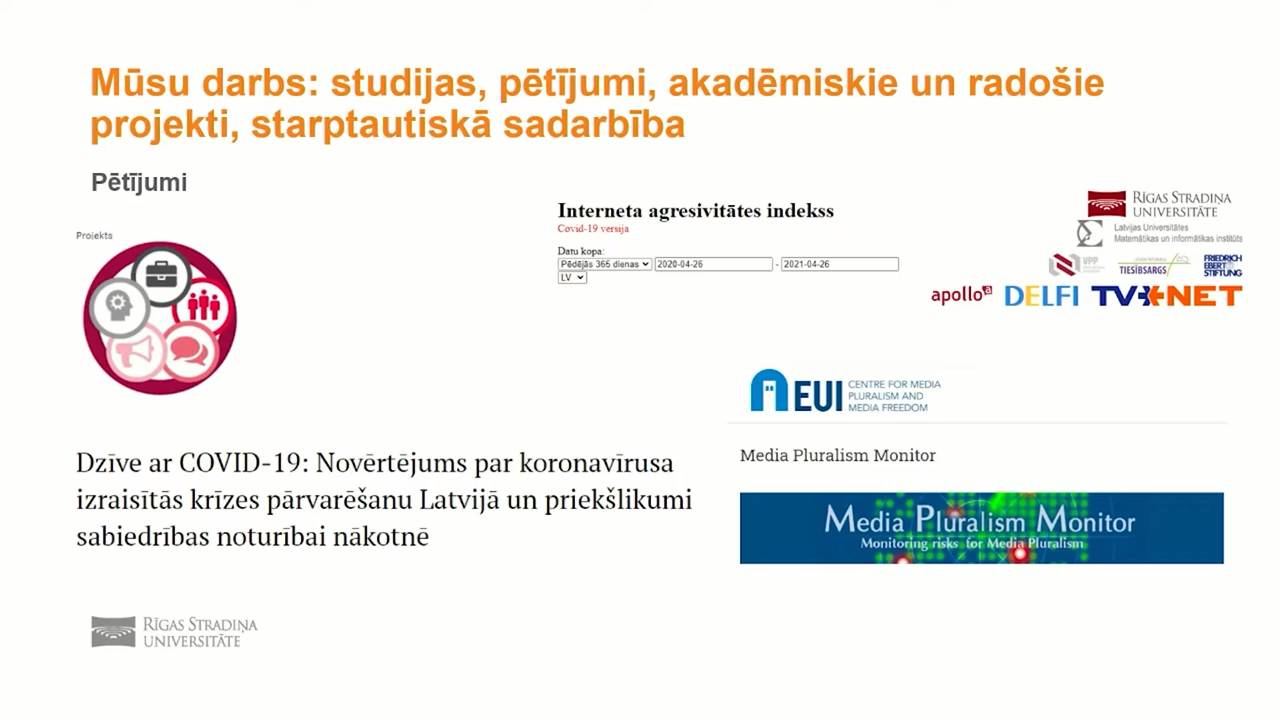 Mūsu darbs: studijas, pētījumi, akadēmiskie un radošie
projekti, starptautiskā sadarbība
Pētījumi
Projekts
Dzīve ar COVID-19: Novērtējums par koronavīrusa
izraisītās krīzes pārvarēšanu Latvijā un priekšlikumi
sabiedrības noturībai nākotnē
Interneta agresivitātes indekss
Covid-19 versija
Datu kopa:
Pēdējās 365 dienas 2020-04-26 - 2021-04-26
LV
RĪGAS STRADIŅA
UNIVERSITĀTE
Latvijas Universitātes
Matemātikas un informātikas institūts
VPP
TIESĪBSARGS
FRIEDRICH
EBERT
STIFTUNG
apollo
DELFI
TVNET
EUI
CENTRE FOR MEDIA
PLURALISM AND
MEDIA FREEDOM
Media Pluralism Monitor
Media Pluralism Monitor
Monitoring risks for Media Pluralism
RĪGAS STRADIŅA
UNIVERSITĀTE